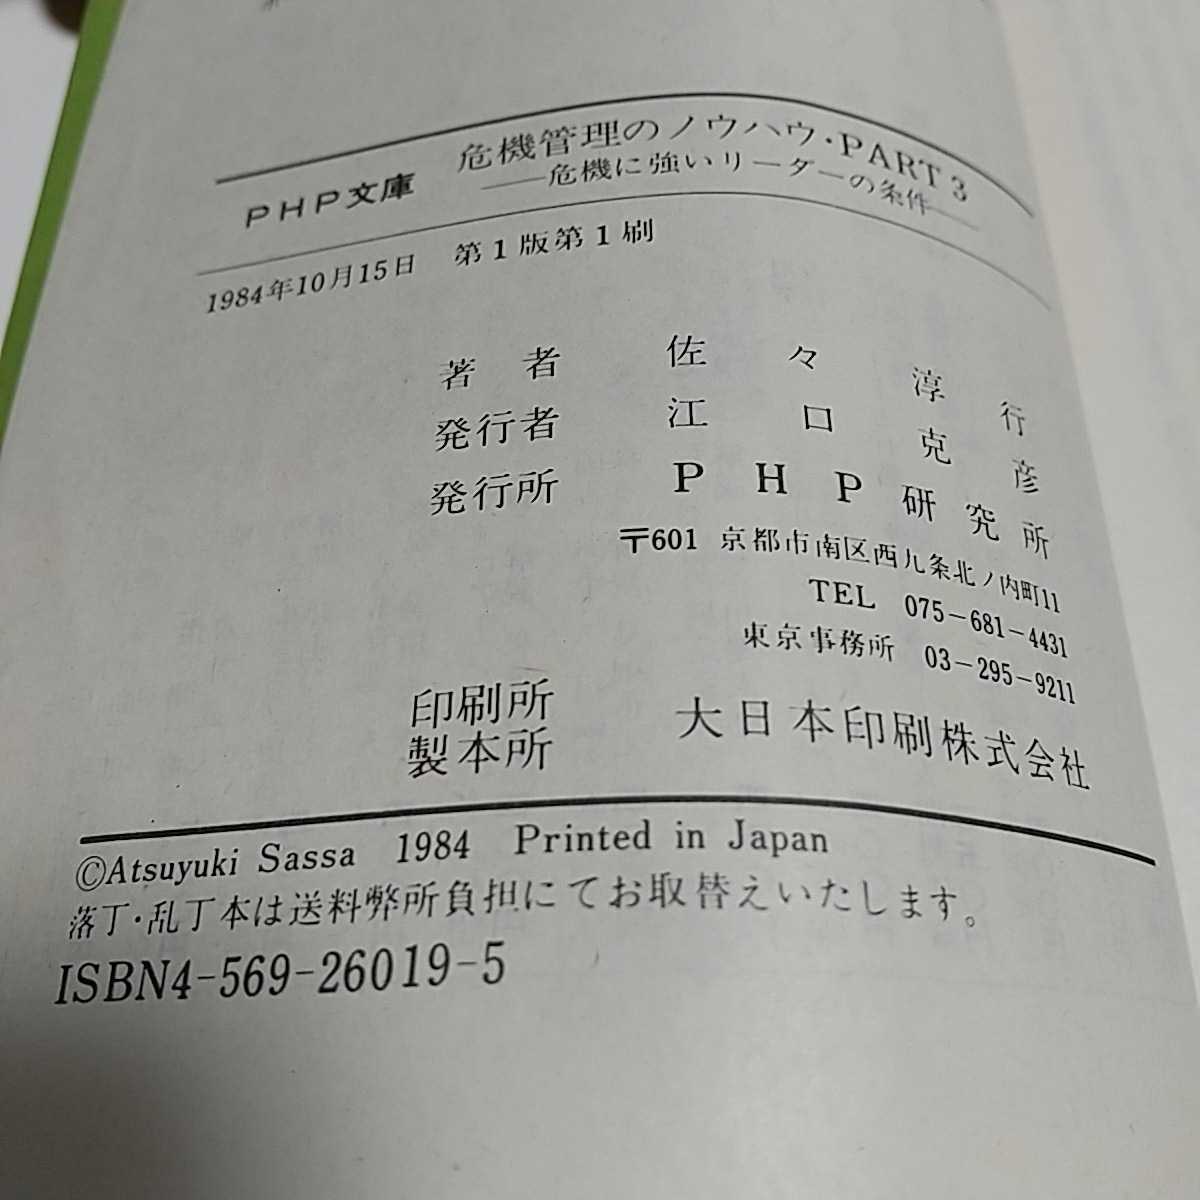 PHP文庫 危機管理のノウハウ・PART3
――危機に強いリーダーの条件――
1984年10月15日 第1版第1刷
著者 佐々淳行
発行者 江口克彦
発行所 PHP研究所
〒601 京都市南区西九条北ノ内町11
TEL 075-681-4431
東京事務所 03-295-9211
印刷所
製本所 大日本印刷株式会社
©Atsuyuki Sassa 1984 Printed in Japan
落丁・乱丁本は送料弊所負担にてお取替えいたします。
ISBN4-569-26019-5